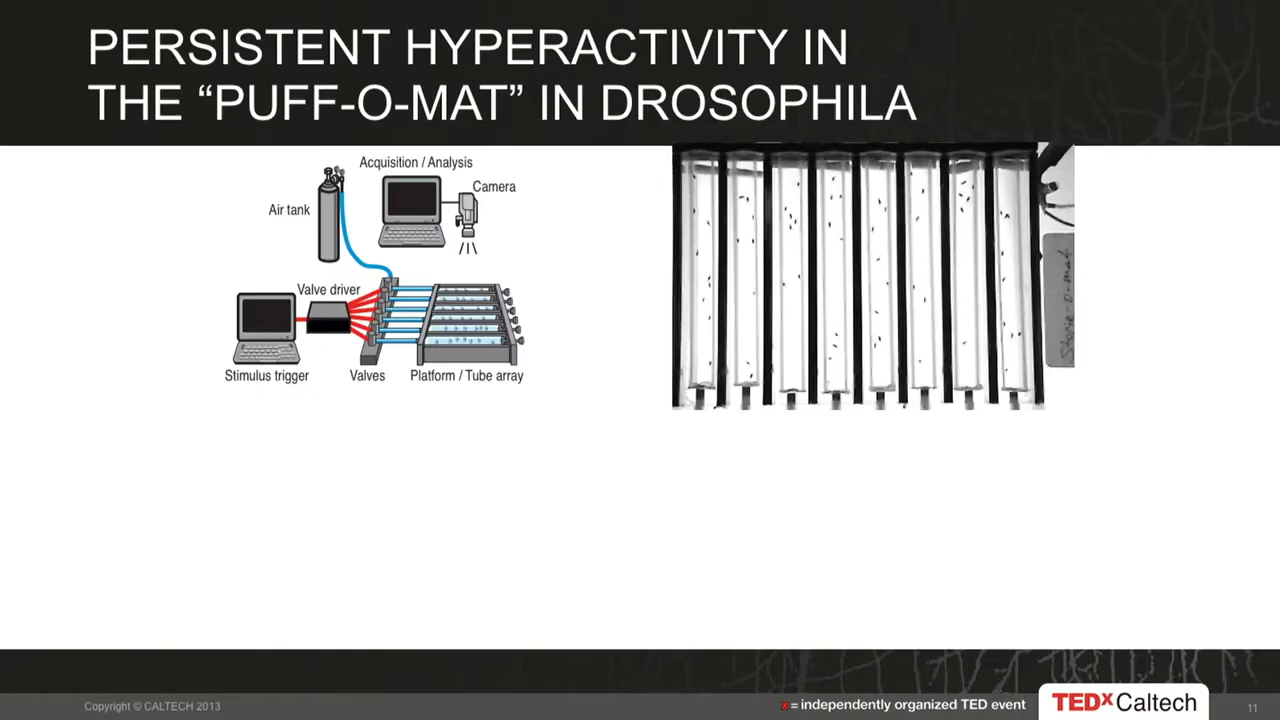 PERSISTENT HYPERACTIVITY IN
THE “PUFF-O-MAT” IN DROSOPHILA
Acquisition / Analysis
Camera
Air tank
Valve driver
Stimulus trigger
Valves
Platform / Tube array
Copyright © CALTECH 2013
x = independently organized TED event
TEDxCaltech
11